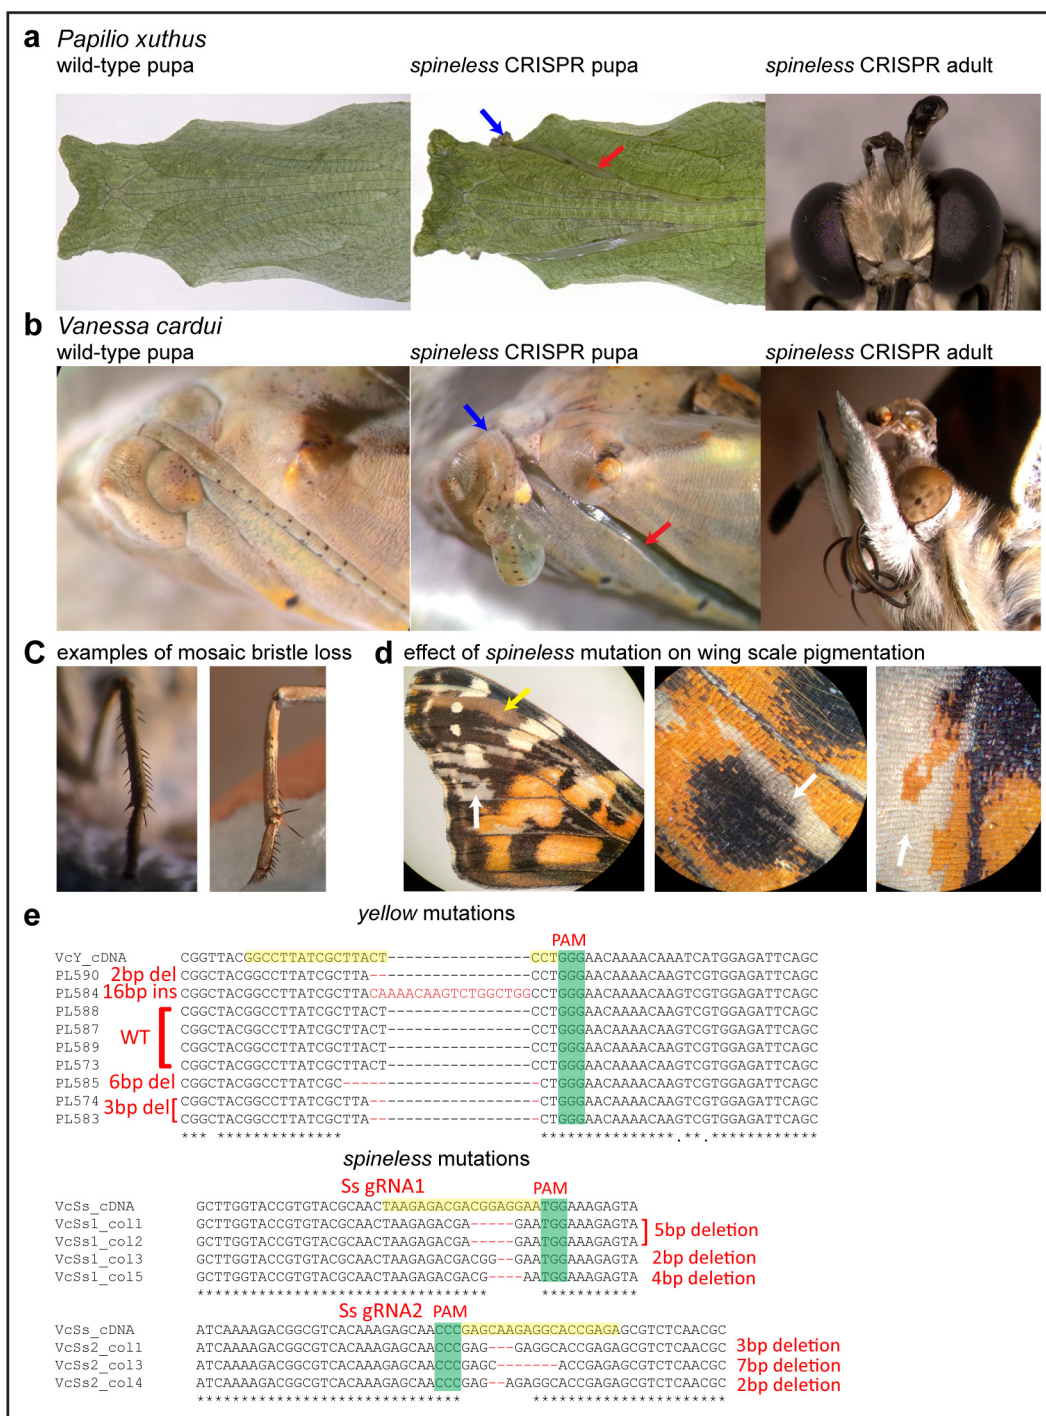 a Papilio xuthus
wild-type pupa
spineless CRISPR pupa
spineless CRISPR adult
b Vanessa cardui
wild-type pupa
spineless CRISPR pupa
spineless CRISPR adult
C examples of mosaic bristle loss
d effect of spineless mutation on wing scale pigmentation
e
yellow mutations
PAM
VcY_cDNA CGGTTACGGCCTTATCGCTTACT----------------CCTGGGAACAAAACAAATCATGGAGATTCAGC
PL590 2bp del CGGCTACGGCCTTATCGCTTA------------------CCTGGGAACAAAACAAGTCGTGGAGATTCAGC
PL584 16bp ins CGGCTACGGCCTTATCGCTTACAAAACAAGTCTGGCTGGCCTGGGAACAAAACAAGTCGTGGAGATTCAGC
PL588 CGGCTACGGCCTTATCGCTTACT----------------CCTGGGAACAAAACAAGTCGTGGAGATTCAGC
PL587 CGGCTACGGCCTTATCGCTTACT----------------CCTGGGAACAAAACAAGTCGTGGAGATTCAGC
WT
PL589 CGGCTACGGCCTTATCGCTTACT----------------CCTGGGAACAAAACAAGTCGTGGAGATTCAGC
PL573 CGGCTACGGCCTTATCGCTTACT----------------CCTGGGAACAAAACAAGTCGTGGAGATTCAGC
PL585 6bp del CGGCTACGGCCTTATCGC----------------------CTGGGAACAAAACAAGTCGTGGAGATTCAGC
PL574 CGGCTACGGCCTTATCGCTTA-------------------CTGGGAACAAAACAAGTCGTGGAGATTCAGC
3bp del
PL583 CGGCTACGGCCTTATCGCTTA-------------------CTGGGAACAAAACAAGTCGTGGAGATTCAGC
*** ************** ***************.**.************
spineless mutations
Ss gRNA1 PAM
VcSs_cDNA GCTTGGTACCGTGTACGCAACTAAGAGACGACGGAGGAATGGAAAGAGTA
VcSs1_col1 GCTTGGTACCGTGTACGCAACTAAGAGACGA-----GAATGGAAAGAGTA
5bp deletion
VcSs1_col2 GCTTGGTACCGTGTACGCAACTAAGAGACGA-----GAATGGAAAGAGTA
VcSs1_col3 GCTTGGTACCGTGTACGCAACTAAGAGACGACGG--GAATGGAAAGAGTA 2bp deletion
VcSs1_col5 GCTTGGTACCGTGTACGCAACTAAGAGACGACG----AATGGAAAGAGTA 4bp deletion
********************************* ***********
Ss gRNA2 PAM
VcSs_cDNA ATCAAAAGACGGCGTCACAAAGAGCAACCCGAGCAAGAGGCACCGAGAGCGTCTCAACGC
VcSs2_col1 ATCAAAAGACGGCGTCACAAAGAGCAACCCGAG---GAGGCACCGAGAGCGTCTCAACGC 3bp deletion
VcSs2_col3 ATCAAAAGACGGCGTCACAAAGAGCAACCCGAGC-------ACCGAGAGCGTCTCAACGC 7bp deletion
VcSs2_col4 ATCAAAAGACGGCGTCACAAAGAGCAACCCGAG--AGAGGCACCGAGAGCGTCTCAACGC 2bp deletion
****************************** **********************